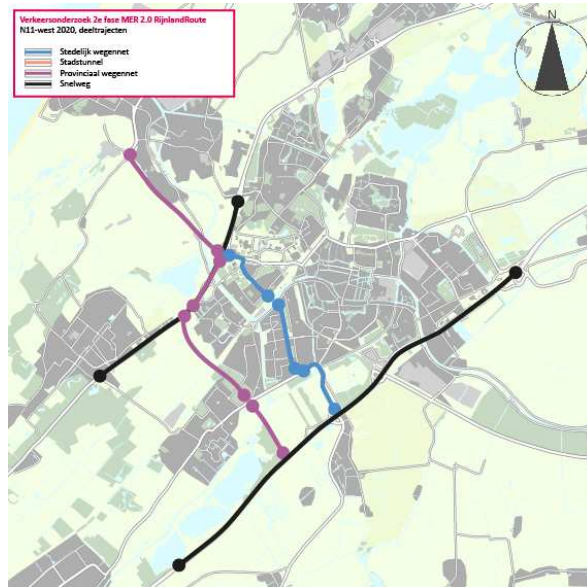 Verkeersonderzoek 2e fase MER 2.0 RijnlandRoute
N11-west 2020, deeltrajecten
Stedelijk wegennet
Stadstunnel
Provinciaal wegennet
Snelweg
N